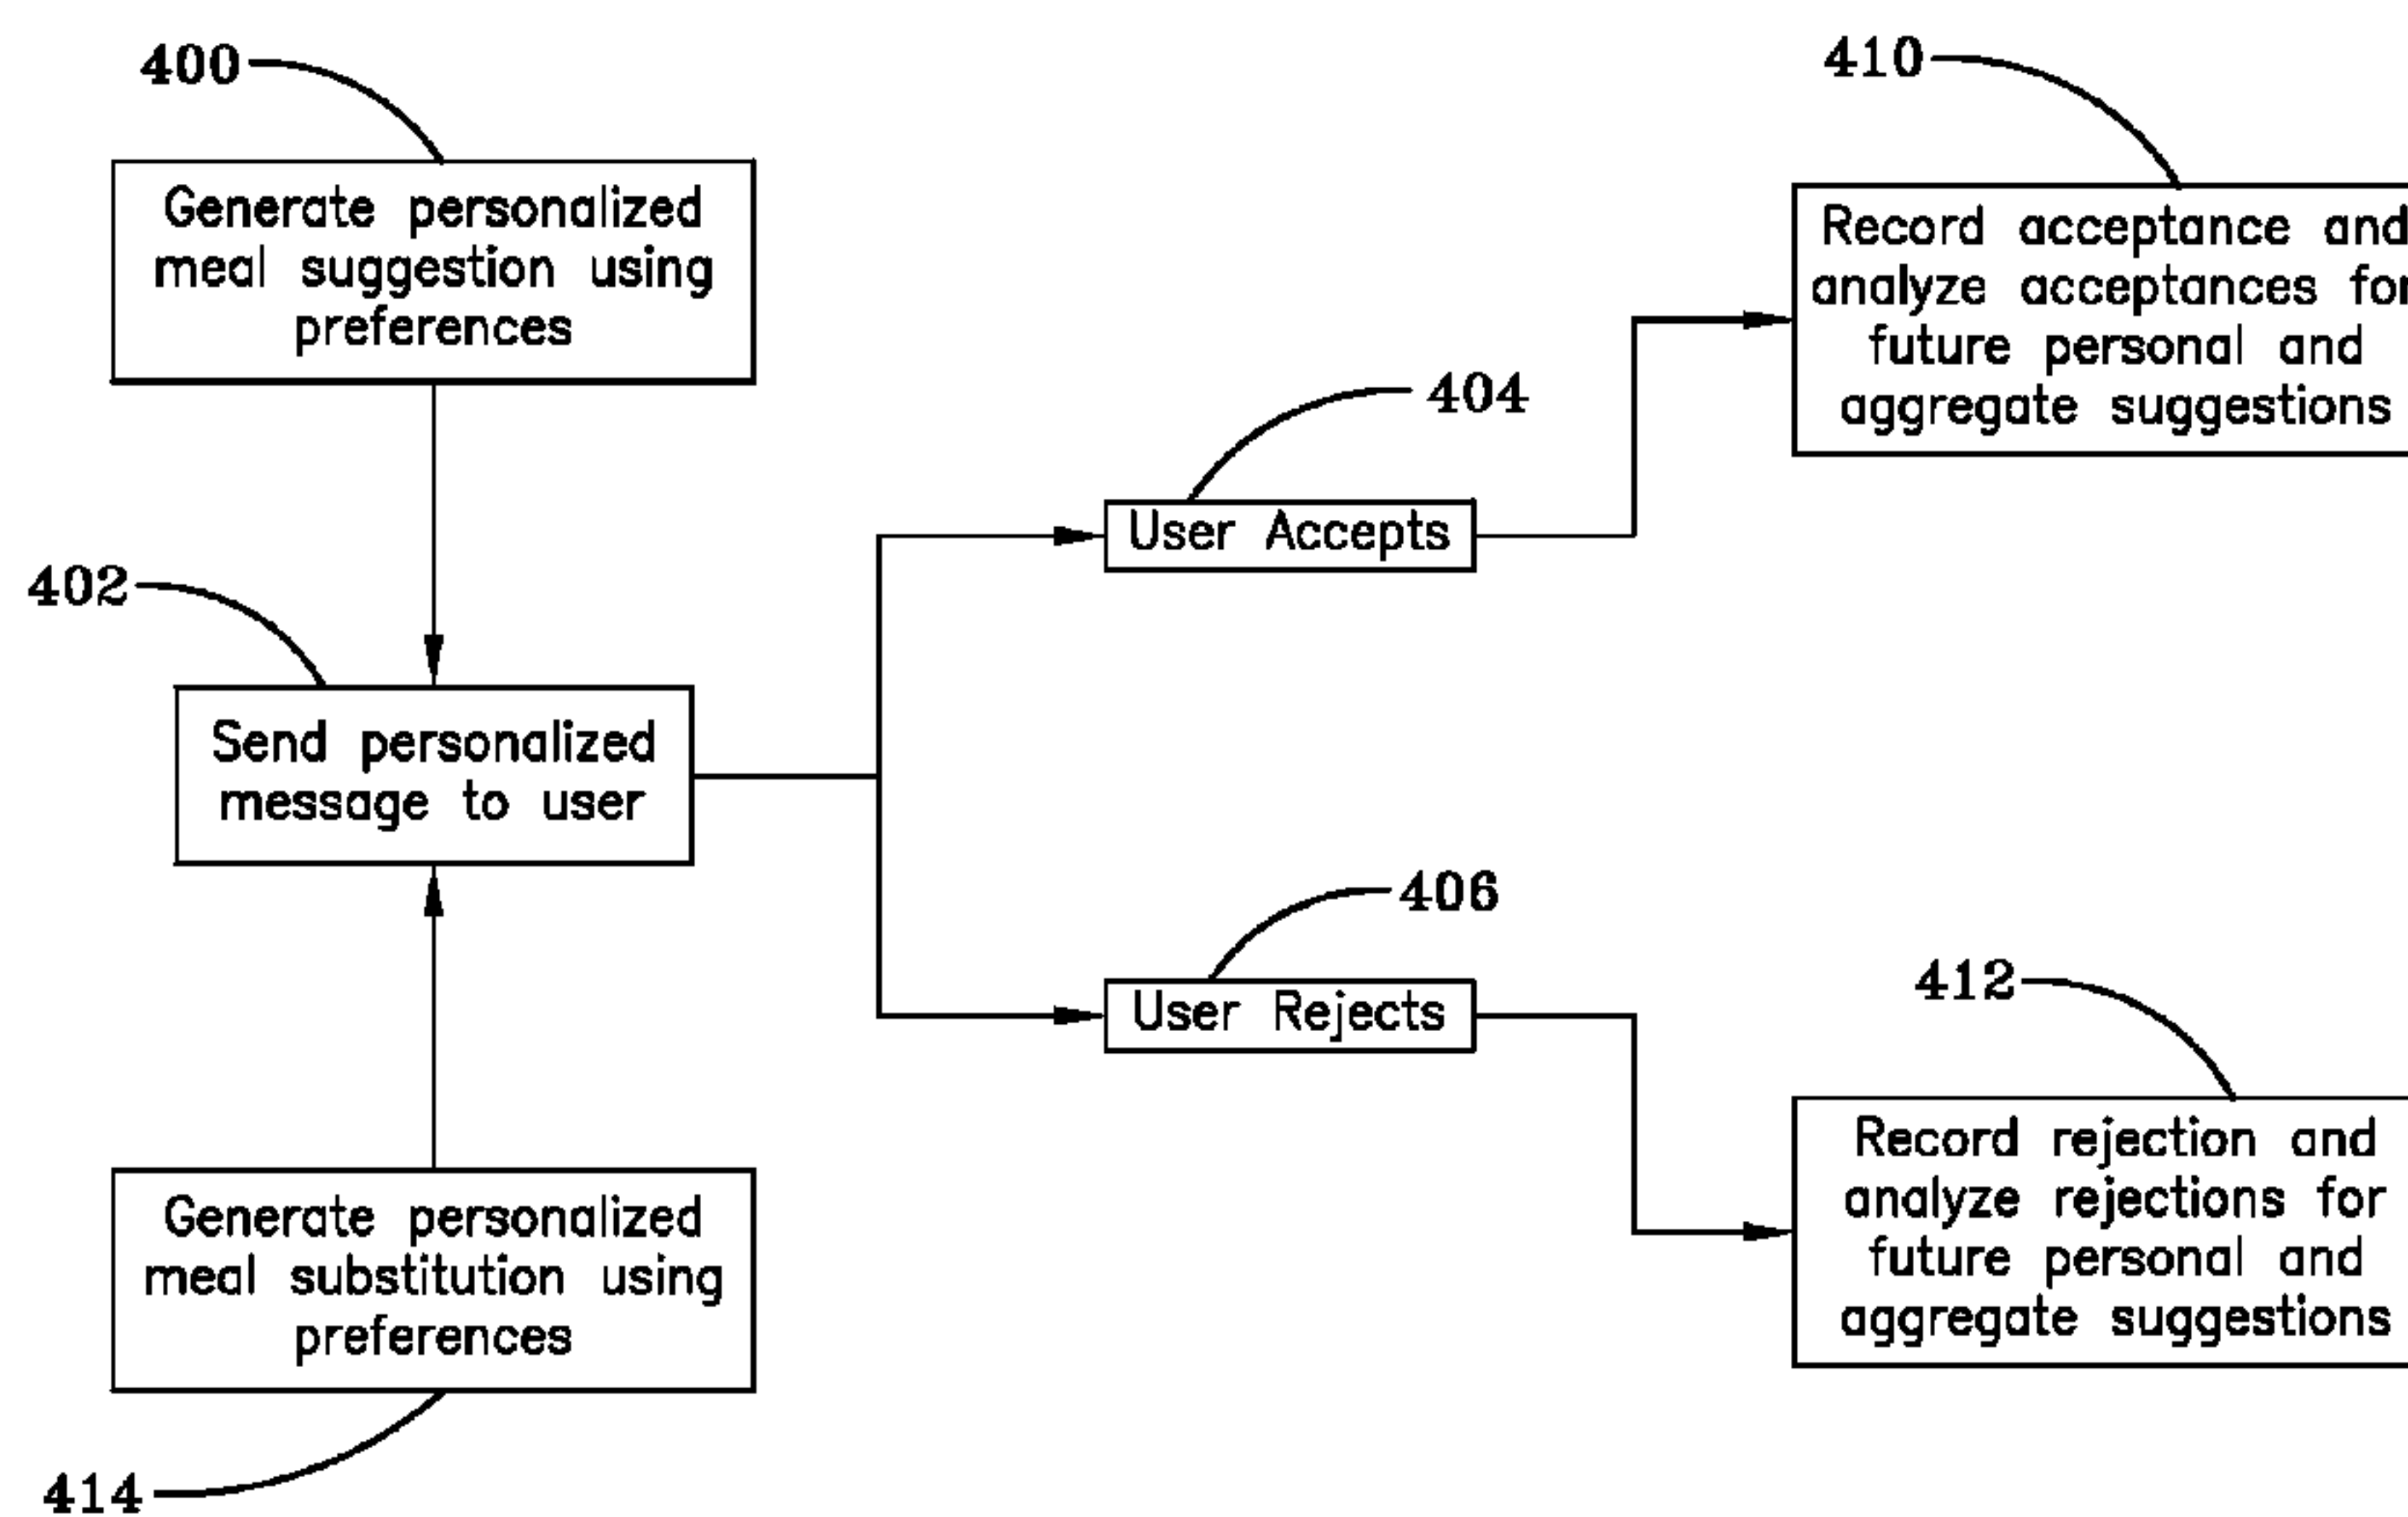 400
Generate personalized
meal suggestion using
preferences
402
Send personalized
message to user
Generate personalized
meal substitution using
preferences
414
404
User Accepts
406
User Rejects
410
Record acceptance and
analyze acceptances for
future personal and
aggregate suggestions
412
Record rejection and
analyze rejections for
future personal and
aggregate suggestions